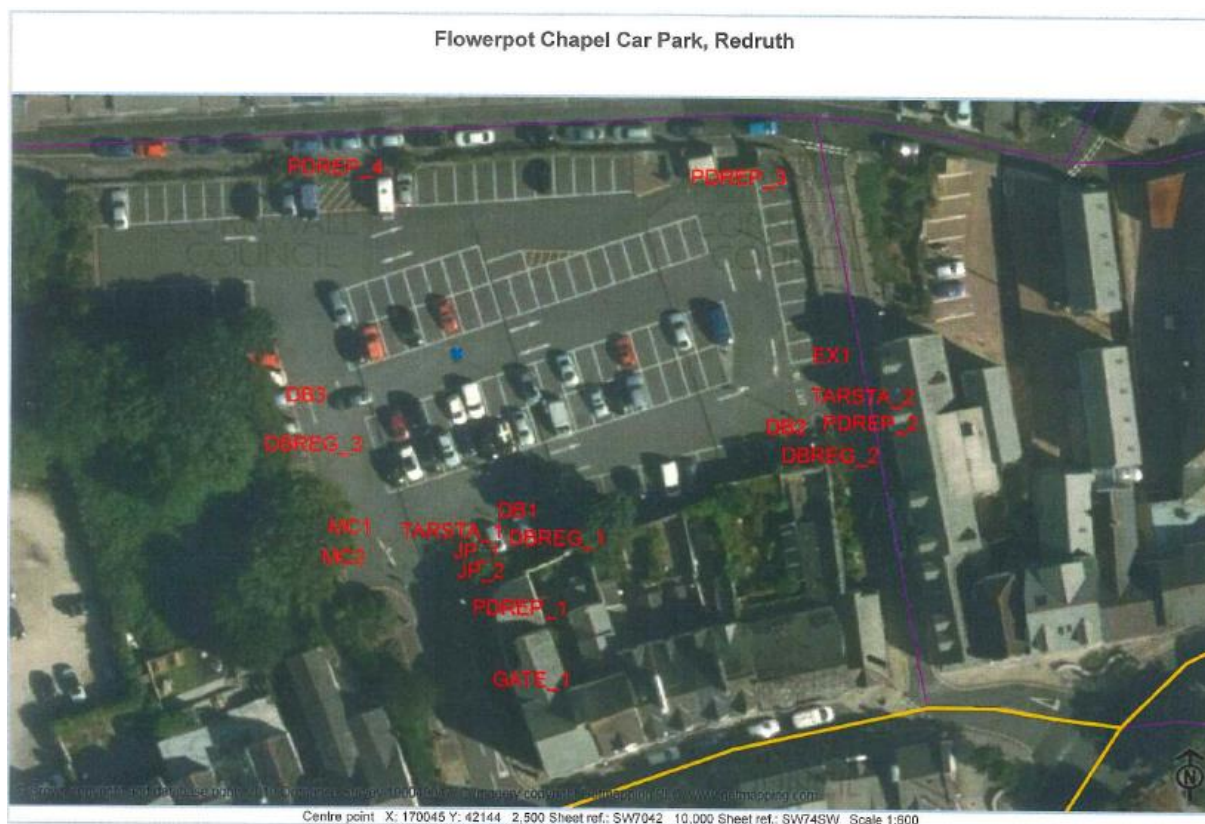 Flowerpot Chapel Car Park, Redruth
PDREP_4
PDREP_3
COUNCIL
EX1
DB3
TARSTA_2
DB2
PDREP_2
DBREG_3
DBREG_2
DB1
MC1
TARSTA_1
DBREG_1
JP_1
MC2
JP_2
PDREP_1
GATE_1
N
Centre point X: 170045 Y: 42144 2,500 Sheet ref.: SW7042 10,000 Sheet ref.: SW74SW Scale 1:600